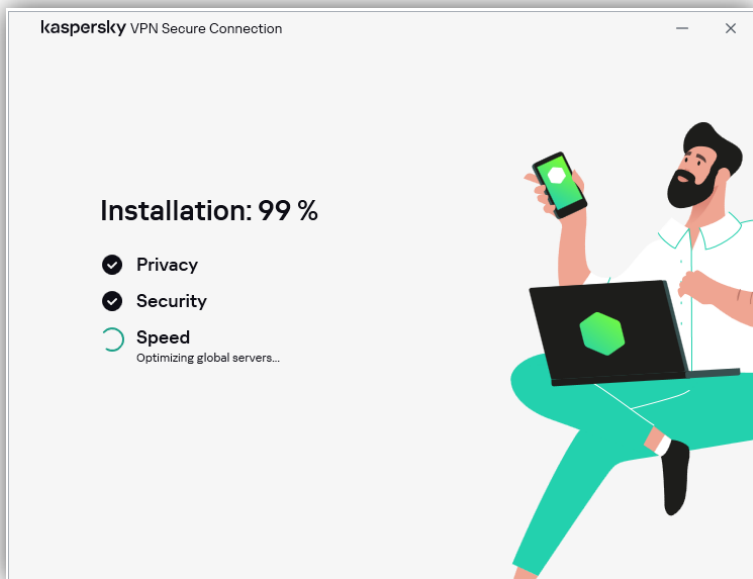 kaspersky VPN Secure Connection
Installation: 99 %
Privacy
Security
Speed
Optimizing global servers...